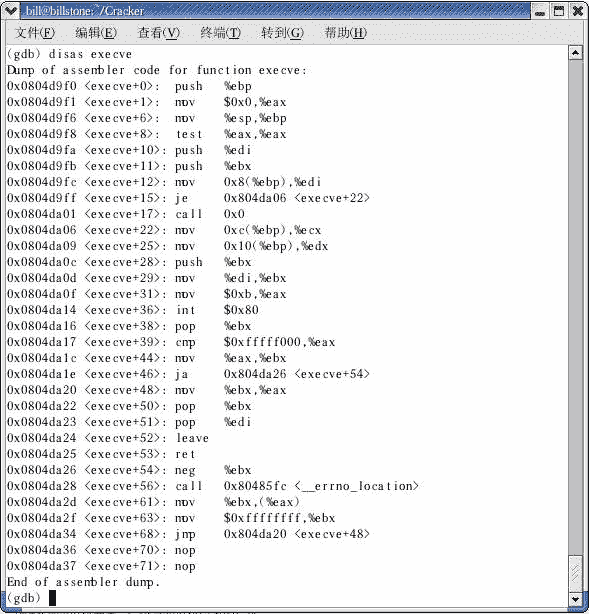 bill@billstone: ~/Cracker
文件(F) 编辑(E) 查看(V) 终端(T) 转到(G) 帮助(H)
(gdb) disas execve
Dump of assembler code for function execve:
0x0804d9f0 <execve+0>: push %ebp
0x0804d9f1 <execve+1>: mov $0x0,%eax
0x0804d9f6 <execve+6>: mov %esp,%ebp
0x0804d9f8 <execve+8>: test %eax,%eax
0x0804d9fa <execve+10>: push %edi
0x0804d9fb <execve+11>: push %ebx
0x0804d9fc <execve+12>: mov 0x8(%ebp),%edi
0x0804d9ff <execve+15>: je 0x804da06 <execve+22>
0x0804da01 <execve+17>: call 0x0
0x0804da06 <execve+22>: mov 0xc(%ebp),%ecx
0x0804da09 <execve+25>: mov 0x10(%ebp),%edx
0x0804da0c <execve+28>: push %ebx
0x0804da0d <execve+29>: mov %edi,%ebx
0x0804da0f <execve+31>: mov $0xb,%eax
0x0804da14 <execve+36>: int $0x80
0x0804da16 <execve+38>: pop %ebx
0x0804da17 <execve+39>: cmp $0xfffff000,%eax
0x0804da1c <execve+44>: mov %eax,%ebx
0x0804da1e <execve+46>: ja 0x804da26 <execve+54>
0x0804da20 <execve+48>: mov %ebx,%eax
0x0804da22 <execve+50>: pop %ebx
0x0804da23 <execve+51>: pop %edi
0x0804da24 <execve+52>: leave
0x0804da25 <execve+53>: ret
0x0804da26 <execve+54>: neg %ebx
0x0804da28 <execve+56>: call 0x80485fc <__errno_location>
0x0804da2d <execve+61>: mov %ebx,(%eax)
0x0804da2f <execve+63>: mov $0xffffffff,%ebx
0x0804da34 <execve+68>: jmp 0x804da20 <execve+48>
0x0804da36 <execve+70>: nop
0x0804da37 <execve+71>: nop
End of assembler dump.
(gdb)